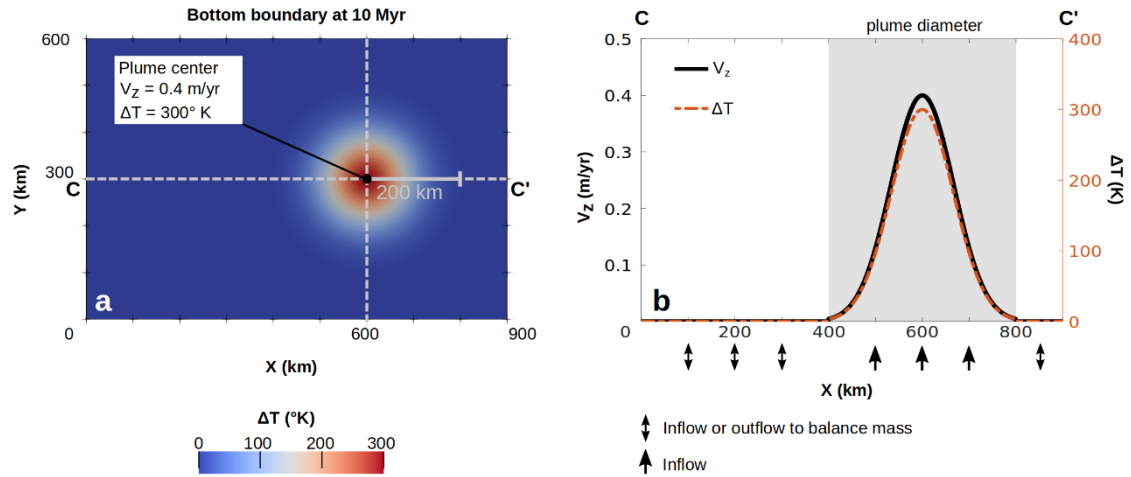 Bottom boundary at 10 Myr
600
300
0
Y (km)
Plume center
Vz = 0.4 m/yr
ΔT = 300° K
200 km
C
C'
a
600
900
X (km)
ΔT (°K)
0
100
200
300
C
C'
plume diameter
0.5
0.4
0.3
0.2
0.1
Vz (m/yr)
Vz
ΔT
b
400
300
200
100
0
ΔT (K)
0
200
400
600
800
X (km)
Inflow or outflow to balance mass
Inflow